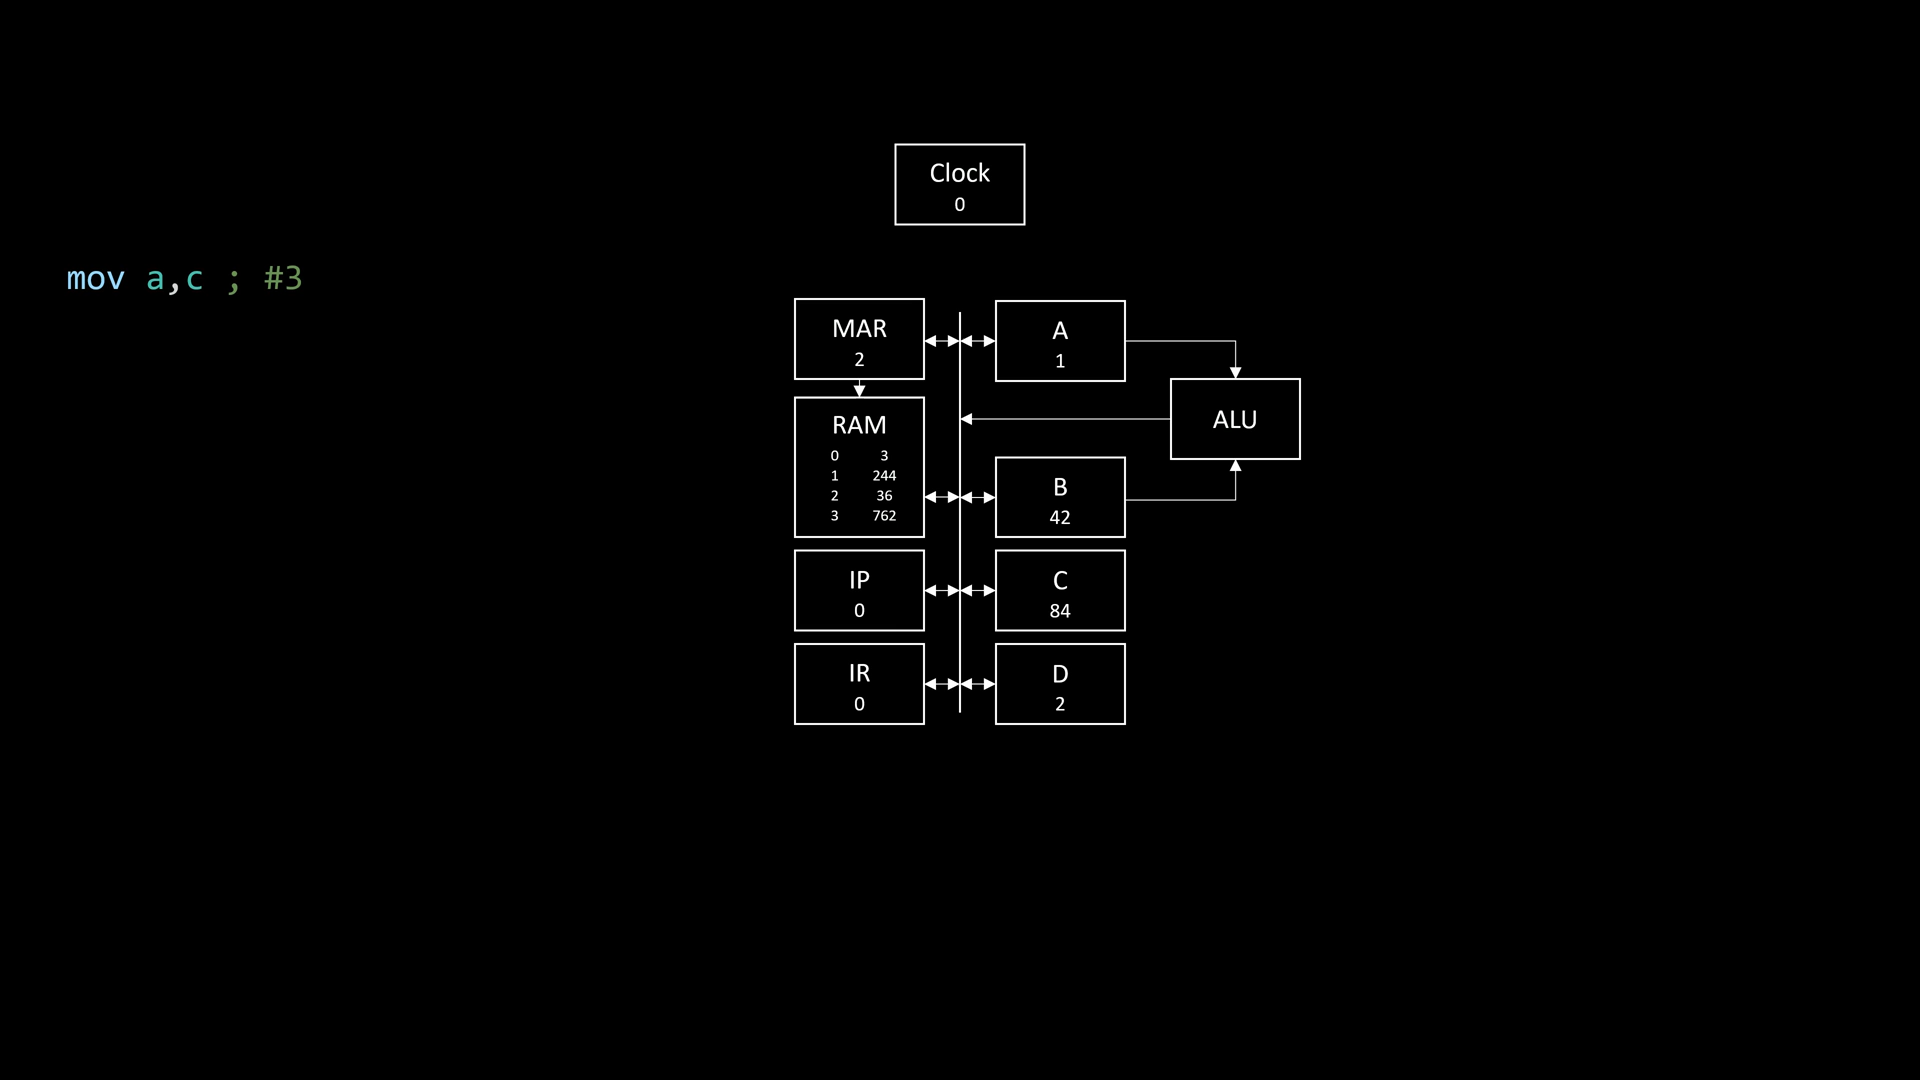 Clock
0
mov a,c ; #3
MAR
2
A
1
ALU
RAM
0 3
1 244
2 36
3 762
B
42
IP
0
C
84
IR
0
D
2